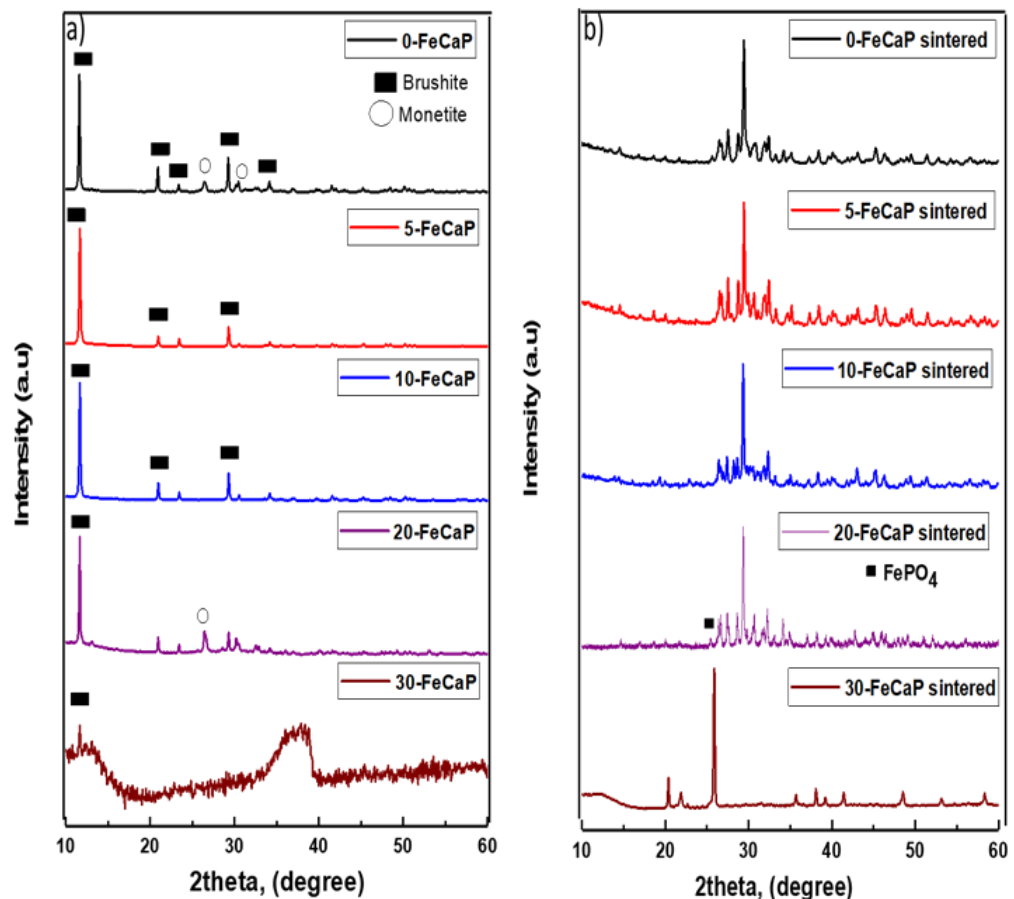 a)
0-FeCaP
Brushite
Monetite
5-FeCaP
10-FeCaP
20-FeCaP
30-FeCaP
Intensity (a.u)
10 20 30 40 50 60
2theta, (degree)
b)
0-FeCaP sintered
5-FeCaP sintered
10-FeCaP sintered
20-FeCaP sintered
FePO4
30-FeCaP sintered
Intensity (a.u)
10 20 30 40 50 60
2theta, (degree)